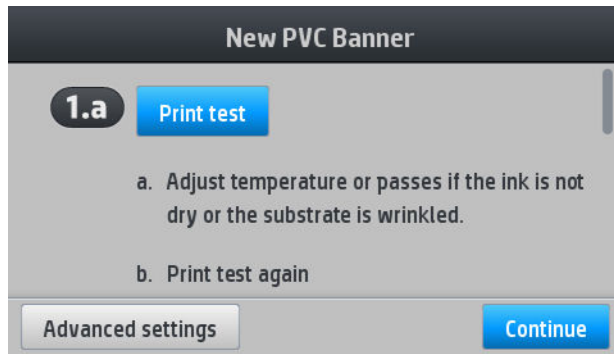 New PVC Banner
1.a Print test
a. Adjust temperature or passes if the ink is not
dry or the substrate is wrinkled.
b. Print test again
Advanced settings Continue